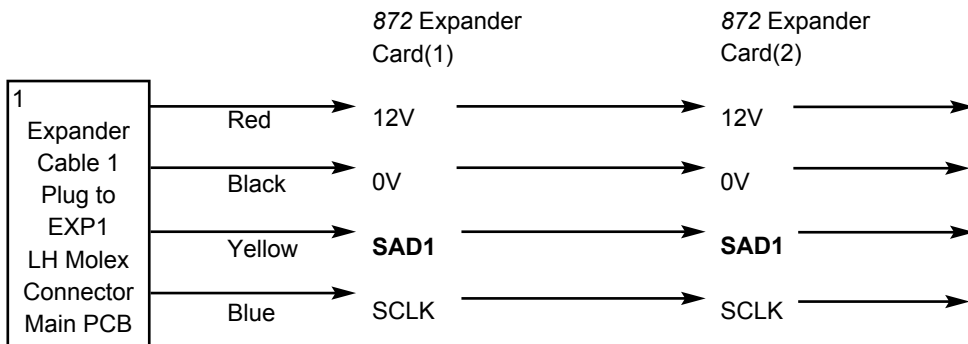 872 Expander
Card(1)
872 Expander
Card(2)
1
Expander
Cable 1
Plug to
EXP1
LH Molex
Connector
Main PCB
Red
12V
12V
Black
0V
0V
Yellow
SAD1
SAD1
Blue
SCLK
SCLK